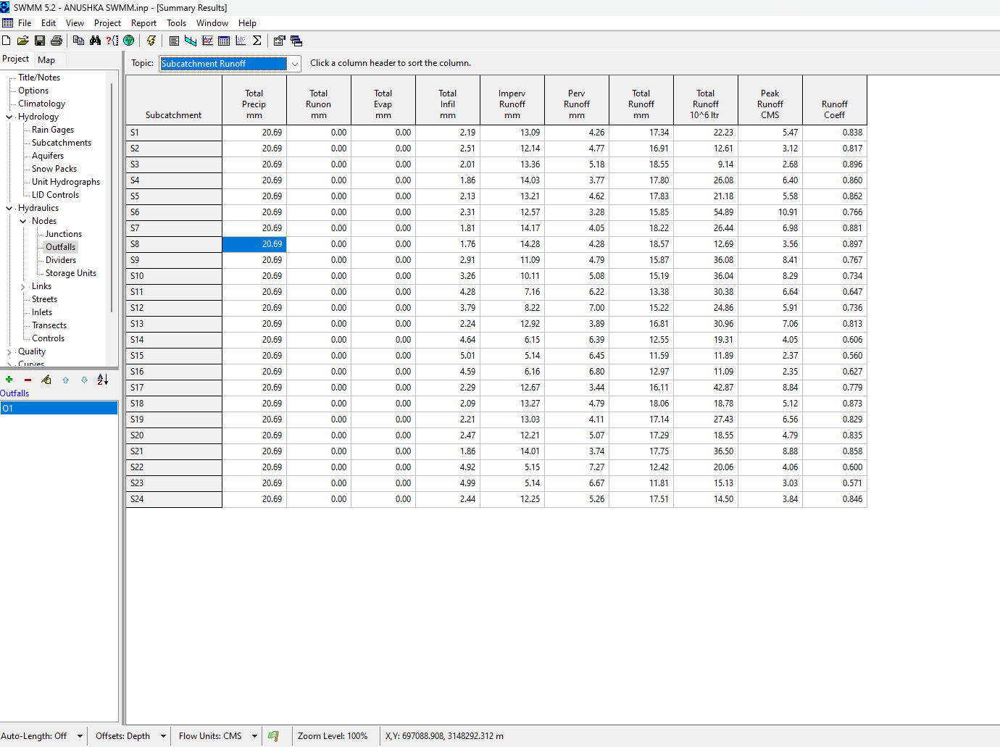 SWMM 5.2 - ANUSHKA SWMM.inp - [Summary Results]
File Edit View Project Report Tools Window Help
Project Map
Topic: Subcatchment Runoff Click a column header to sort the column.
Title/Notes
Options
Climatology
Hydrology
Rain Gages
Subcatchments
Aquifers
Snow Packs
Unit Hydrographs
LID Controls
Hydraulics
Nodes
Junctions
Outfalls
Dividers
Storage Units
Links
Streets
Inlets
Transects
Controls
Quality
Curves
Outfalls
O1
Subcatchment Total Precip mm Total Runon mm Total Evap mm Total Infil mm Imperv Runoff mm Perv Runoff mm Total Runoff mm Total Runoff 10^6 ltr Peak Runoff CMS Runoff Coeff
S1 20.69 0.00 0.00 2.19 13.09 4.26 17.34 22.23 5.47 0.838
S2 20.69 0.00 0.00 2.51 12.14 4.77 16.91 12.61 3.12 0.817
S3 20.69 0.00 0.00 2.01 13.36 5.18 18.55 9.14 2.68 0.896
S4 20.69 0.00 0.00 1.86 14.03 3.77 17.80 26.08 6.40 0.860
S5 20.69 0.00 0.00 2.13 13.21 4.62 17.83 21.18 5.58 0.862
S6 20.69 0.00 0.00 2.31 12.57 3.28 15.85 54.89 10.91 0.766
S7 20.69 0.00 0.00 1.81 14.17 4.05 18.22 26.44 6.98 0.881
S8 20.69 0.00 0.00 1.76 14.28 4.28 18.57 12.69 3.56 0.897
S9 20.69 0.00 0.00 2.91 11.09 4.79 15.87 36.08 8.41 0.767
S10 20.69 0.00 0.00 3.26 10.11 5.08 15.19 36.04 8.29 0.734
S11 20.69 0.00 0.00 4.28 7.16 6.22 13.38 30.38 6.64 0.647
S12 20.69 0.00 0.00 3.79 8.22 7.00 15.22 24.86 5.91 0.736
S13 20.69 0.00 0.00 2.24 12.92 3.89 16.81 30.96 7.06 0.813
S14 20.69 0.00 0.00 4.64 6.15 6.39 12.55 19.31 4.05 0.606
S15 20.69 0.00 0.00 5.01 5.14 6.45 11.59 11.89 2.37 0.560
S16 20.69 0.00 0.00 4.59 6.16 6.80 12.97 11.09 2.35 0.627
S17 20.69 0.00 0.00 2.29 12.67 3.44 16.11 42.87 8.84 0.779
S18 20.69 0.00 0.00 2.09 13.27 4.79 18.06 18.78 5.12 0.873
S19 20.69 0.00 0.00 2.21 13.03 4.11 17.14 27.43 6.56 0.829
S20 20.69 0.00 0.00 2.47 12.21 5.07 17.29 18.55 4.79 0.835
S21 20.69 0.00 0.00 1.86 14.01 3.74 17.75 36.50 8.88 0.858
S22 20.69 0.00 0.00 4.92 5.15 7.27 12.42 20.06 4.06 0.600
S23 20.69 0.00 0.00 4.99 5.14 6.67 11.81 15.13 3.03 0.571
S24 20.69 0.00 0.00 2.44 12.25 5.26 17.51 14.50 3.84 0.846
Auto-Length: Off Offsets: Depth Flow Units: CMS Zoom Level: 100% X,Y: 697088.908, 3148292.312 m